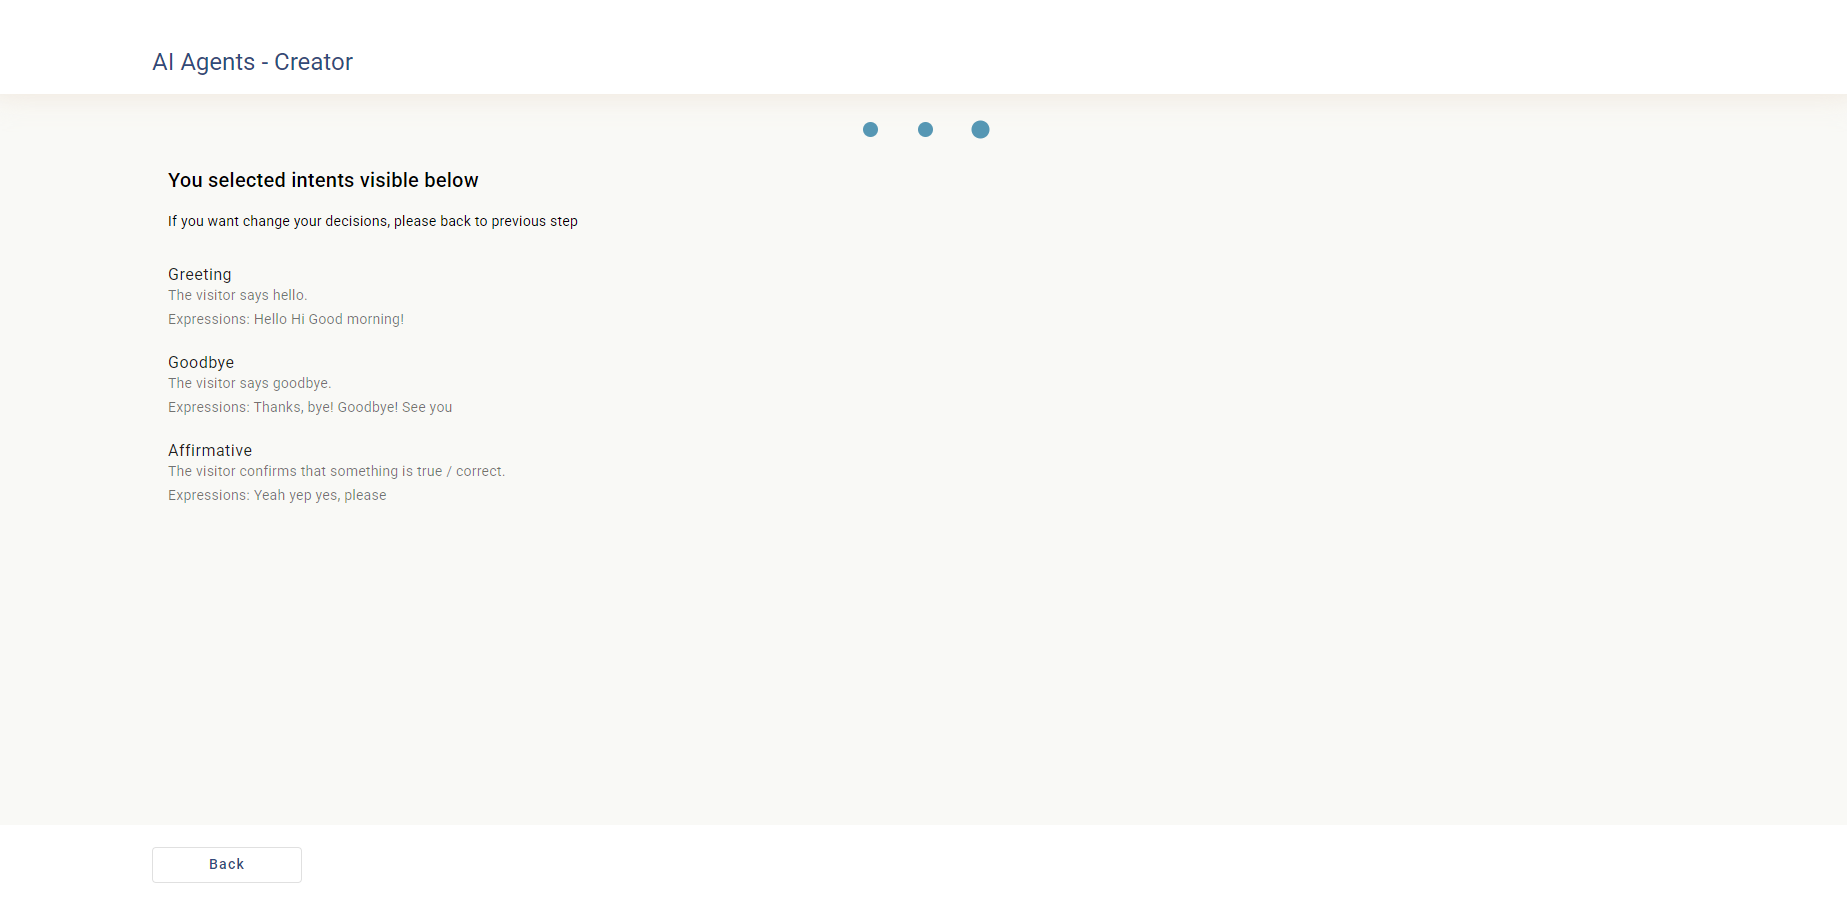 AI Agents - Creator
You selected intents visible below
If you want change your decisions, please back to previous step
Greeting
The visitor says hello.
Expressions: Hello Hi Good morning!
Goodbye
The visitor says goodbye.
Expressions: Thanks, bye! Goodbye! See you
Affirmative
The visitor confirms that something is true / correct.
Expressions: Yeah yep yes, please
Back